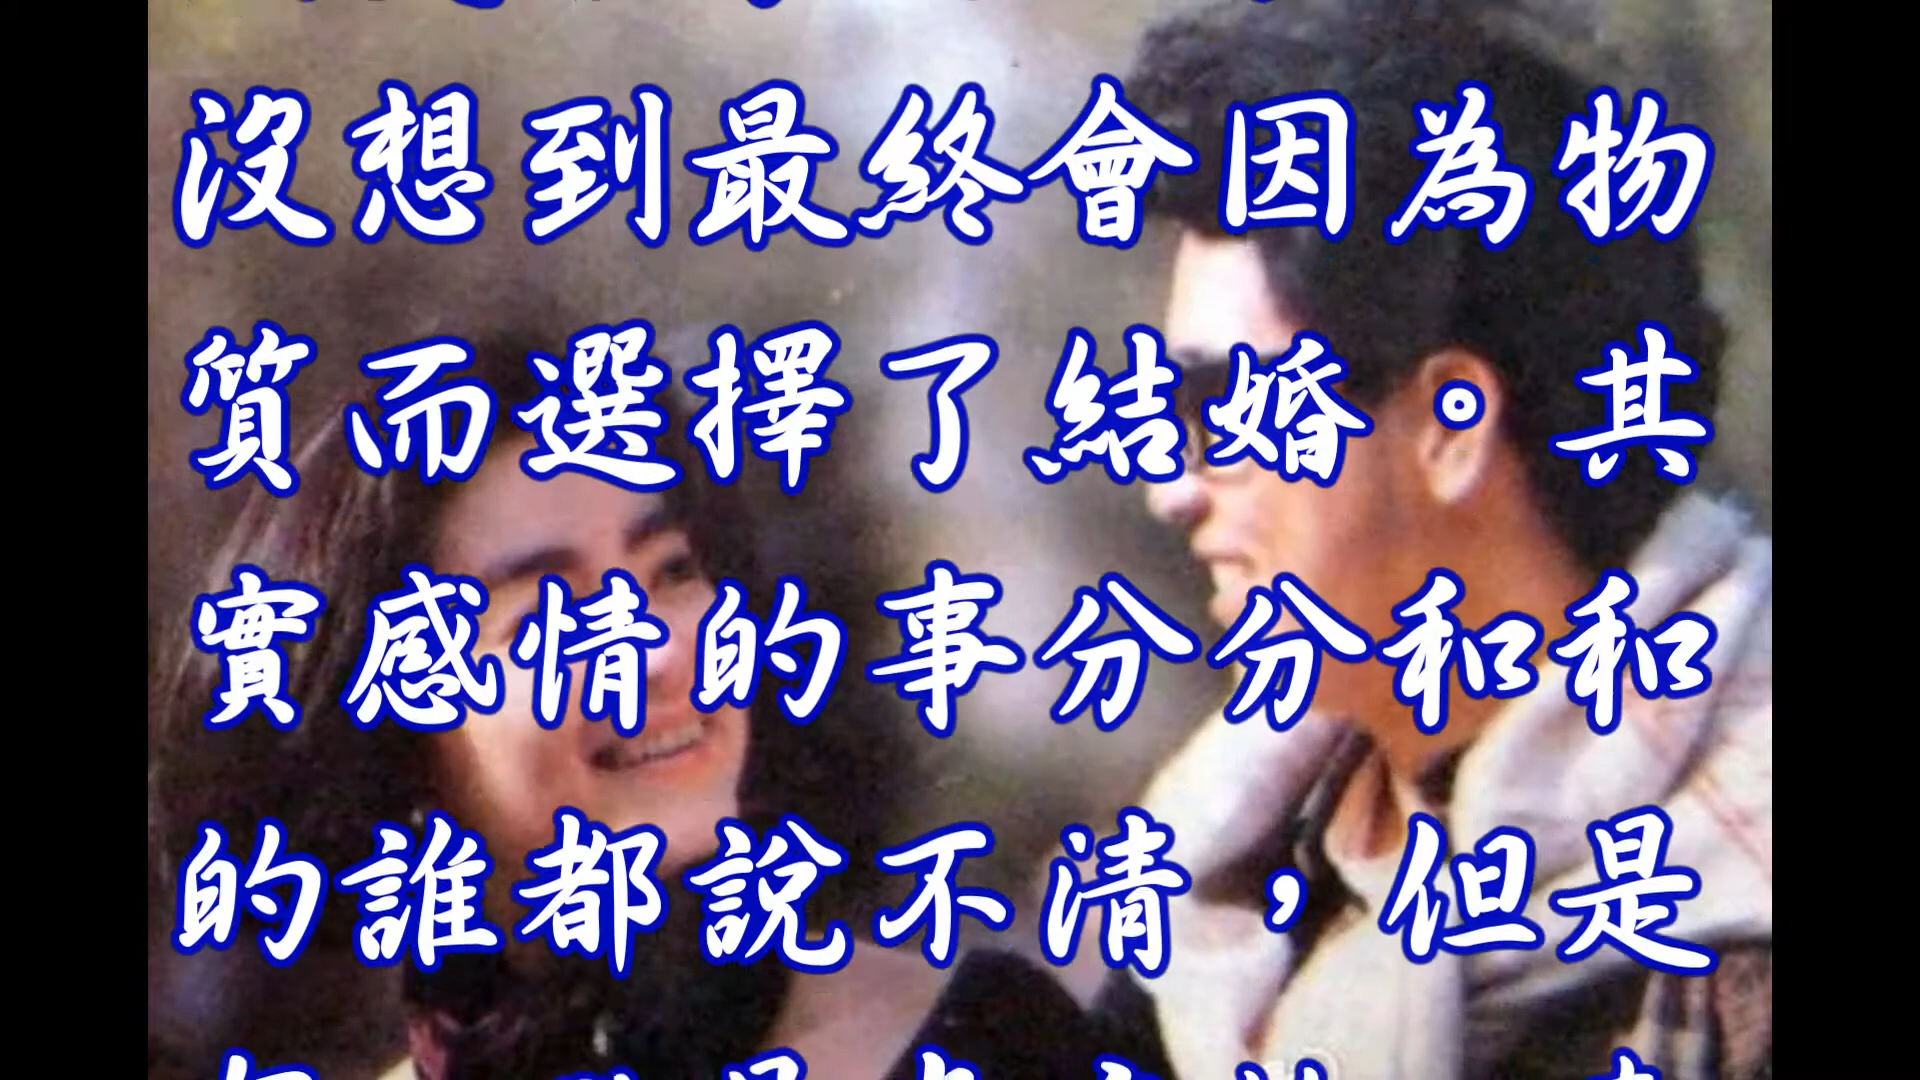 沒想到最終會因為物
質而選擇了結婚。其
實感情的事分分和和
的誰都說不清，但是